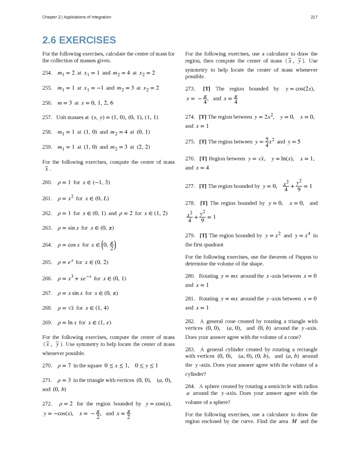 Chapter 2 | Applications of Integration
217
2.6 EXERCISES
For the following exercises, calculate the center of mass for
the collection of masses given.
254. m₁ = 2 at x₁ = 1 and m₂ = 4 at x₂ = 2
255. m₁ = 1 at x₁ = −1 and m₂ = 3 at x₂ = 2
256. m = 3 at x = 0, 1, 2, 6
257. Unit masses at (x, y) = (1, 0), (0, 1), (1, 1)
258. m₁ = 1 at (1, 0) and m₂ = 4 at (0, 1)
259. m₁ = 1 at (1, 0) and m₂ = 3 at (2, 2)
For the following exercises, compute the center of mass
x̄.
260. ρ = 1 for x ∈ (−1, 3)
261. ρ = x² for x ∈ (0, L)
262. ρ = 1 for x ∈ (0, 1) and ρ = 2 for x ∈ (1, 2)
263. ρ = sin x for x ∈ (0, π)
264. ρ = cos x for x ∈ (0, π/2)
265. ρ = eˣ for x ∈ (0, 2)
266. ρ = x³ + xe⁻ˣ for x ∈ (0, 1)
267. ρ = x sin x for x ∈ (0, π)
268. ρ = √x for x ∈ (1, 4)
269. ρ = ln x for x ∈ (1, e)
For the following exercises, compute the center of mass
(x̄, ȳ). Use symmetry to help locate the center of mass
whenever possible.
270. ρ = 7 in the square 0 ≤ x ≤ 1, 0 ≤ y ≤ 1
271. ρ = 3 in the triangle with vertices (0, 0), (a, 0),
and (0, b)
272. ρ = 2 for the region bounded by y = cos(x),
y = −cos(x), x = −π/2, and x = π/2
For the following exercises, use a calculator to draw the
region, then compute the center of mass (x̄, ȳ). Use
symmetry to help locate the center of mass whenever
possible.
273. [T] The region bounded by y = cos(2x),
x = −π/4, and x = π/4
274. [T] The region between y = 2x², y = 0, x = 0,
and x = 1
275. [T] The region between y = 5/4 x² and y = 5
276. [T] Region between y = √x, y = ln(x), x = 1,
and x = 4
277. [T] The region bounded by y = 0, x²/4 + y²/9 = 1
278. [T] The region bounded by y = 0, x = 0, and
x²/4 + y²/9 = 1
279. [T] The region bounded by y = x² and y = x⁴ in
the first quadrant
For the following exercises, use the theorem of Pappus to
determine the volume of the shape.
280. Rotating y = mx around the x-axis between x = 0
and x = 1
281. Rotating y = mx around the y-axis between x = 0
and x = 1
282. A general cone created by rotating a triangle with
vertices (0, 0), (a, 0), and (0, b) around the y-axis.
Does your answer agree with the volume of a cone?
283. A general cylinder created by rotating a rectangle
with vertices (0, 0), (a, 0), (0, b), and (a, b) around
the y-axis. Does your answer agree with the volume of a
cylinder?
284. A sphere created by rotating a semicircle with radius
a around the y-axis. Does your answer agree with the
volume of a sphere?
For the following exercises, use a calculator to draw the
region enclosed by the curve. Find the area M and the